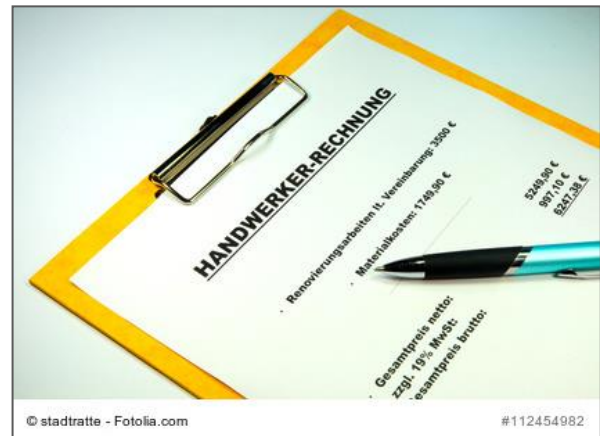 HANDWERKER-RECHNUNG
· Renovierungsarbeiten lt. Vereinbarung: 3500 €
· Materialkosten: 1749,90 €
· Gesamtpreis netto: 5249,90 €
zzgl. 19% MwSt: 997,10 €
Gesamtpreis brutto: 6247,38 €
© stadtratte - Fotolia.com
#112454982